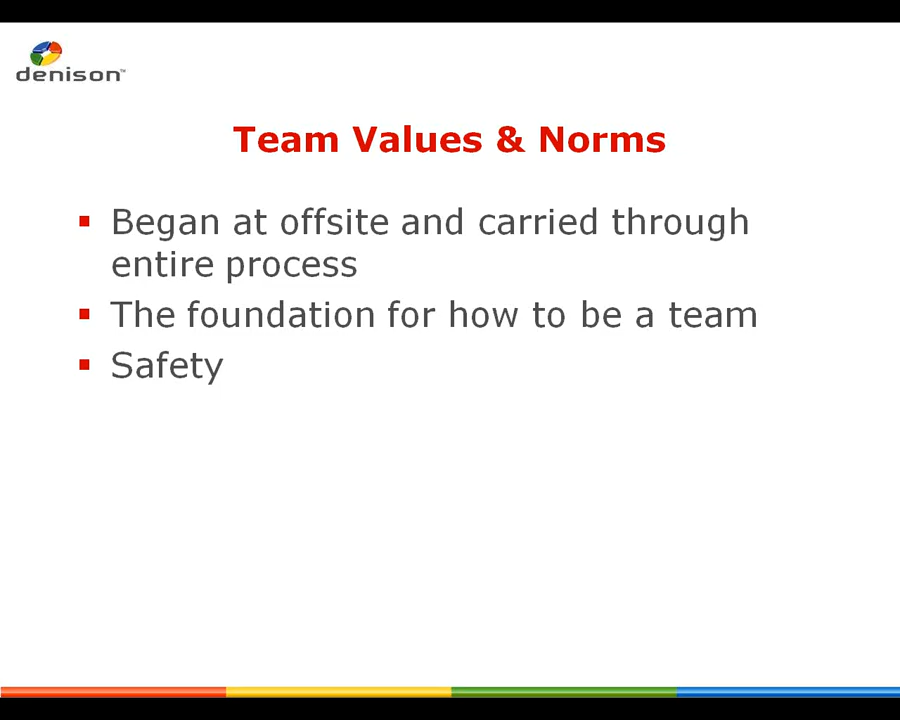 denison™
Team Values & Norms
▪ Began at offsite and carried through
entire process
▪ The foundation for how to be a team
▪ Safety